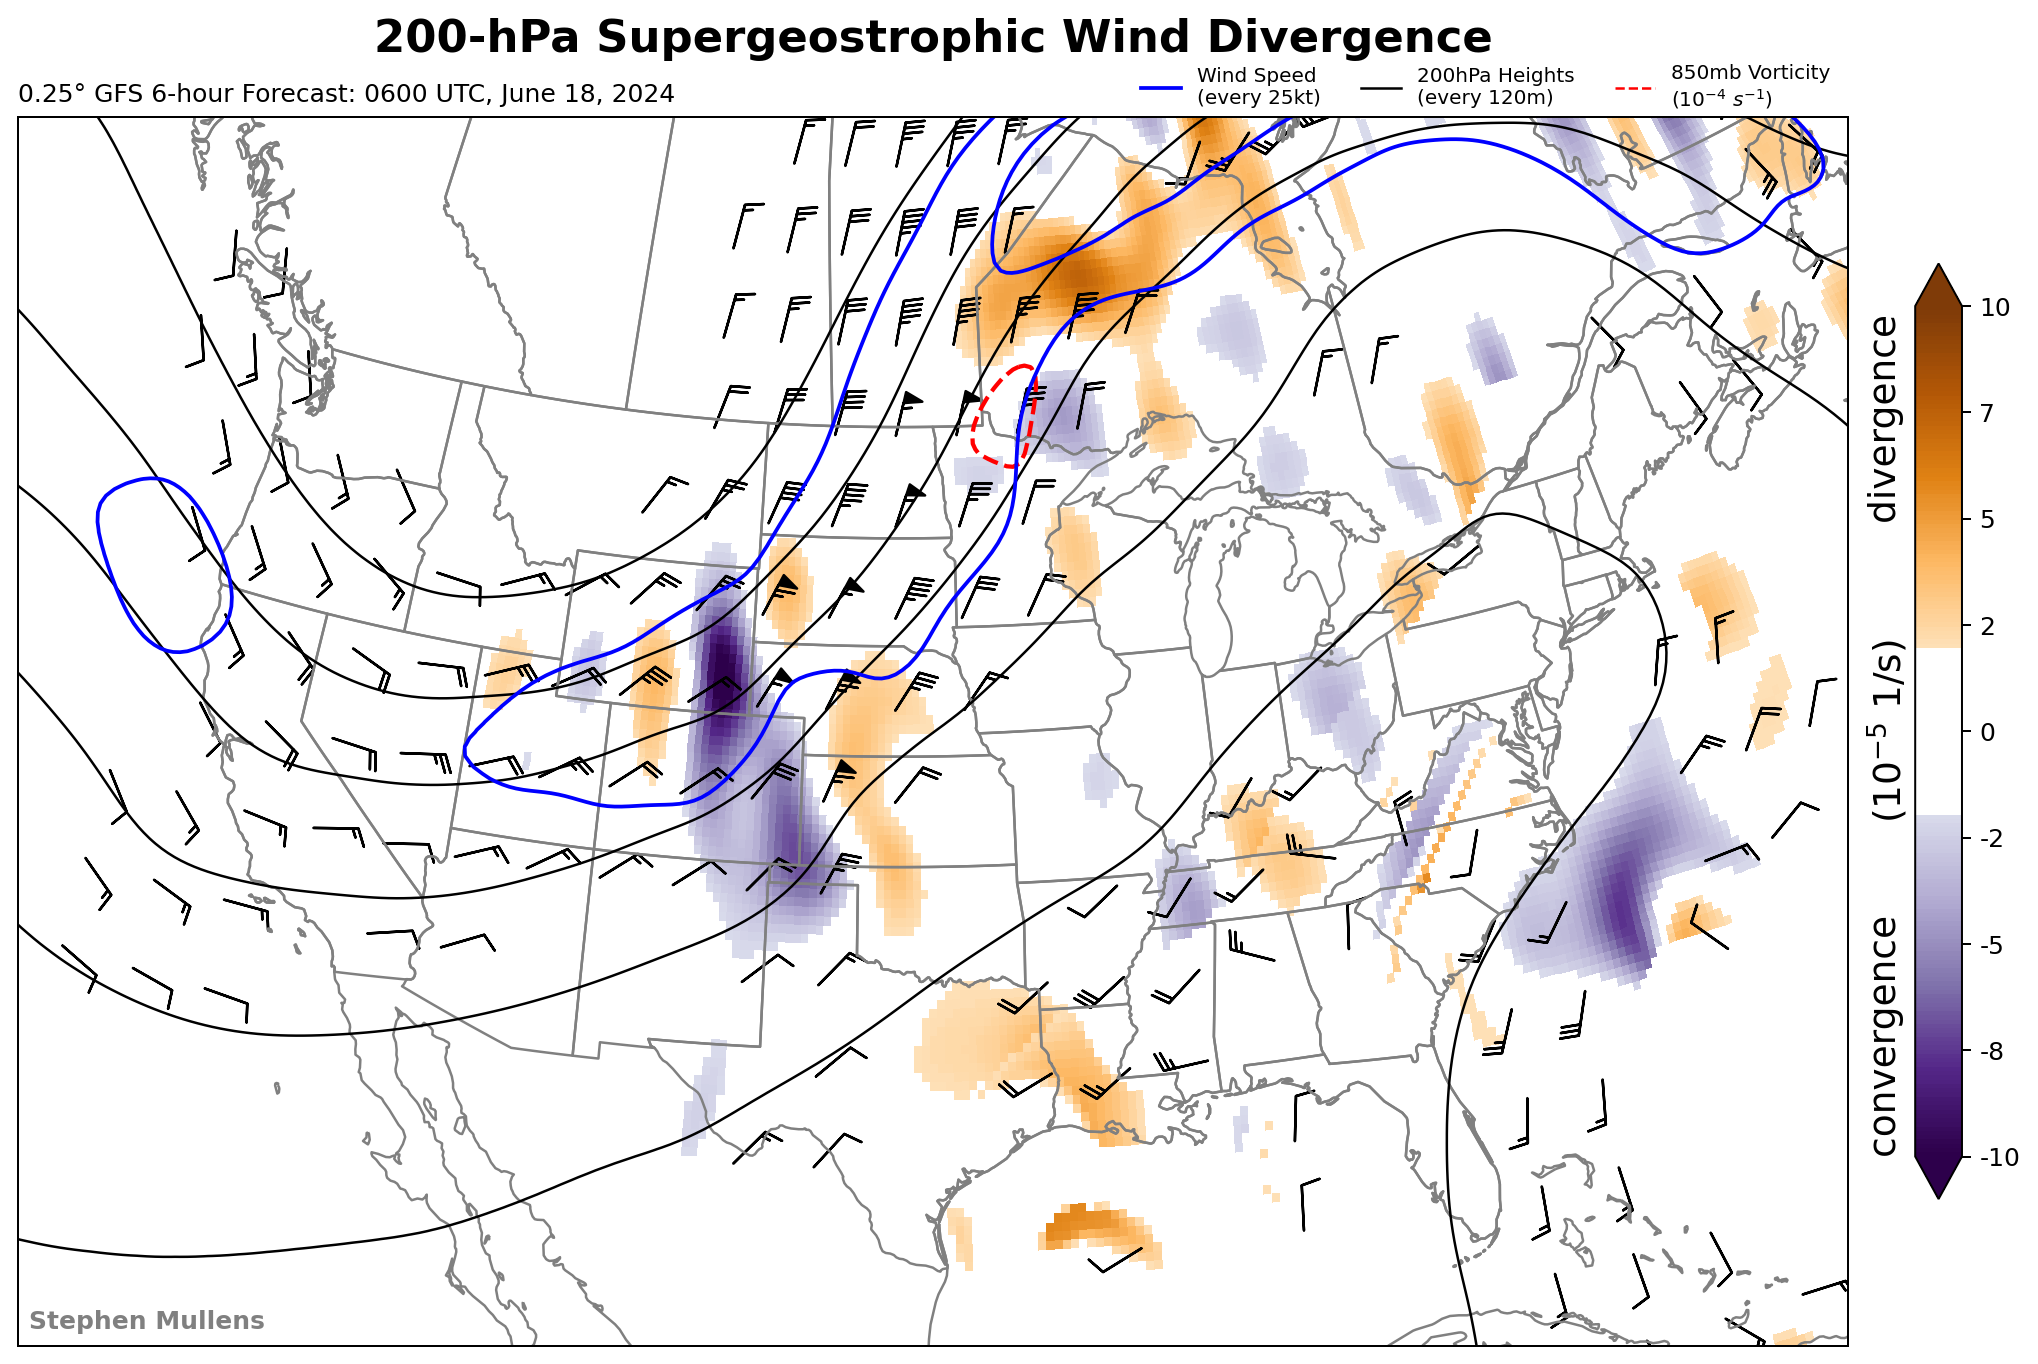 200-hPa Supergeostrophic Wind Divergence
0.25° GFS 6-hour Forecast: 0600 UTC, June 18, 2024
Wind Speed
(every 25kt)
200hPa Heights
(every 120m)
850mb Vorticity
(10⁻⁴ s⁻¹)
10
7
5
2
0
-2
-5
-8
-10
convergence (10⁻⁵ 1/s) divergence
Stephen Mullens